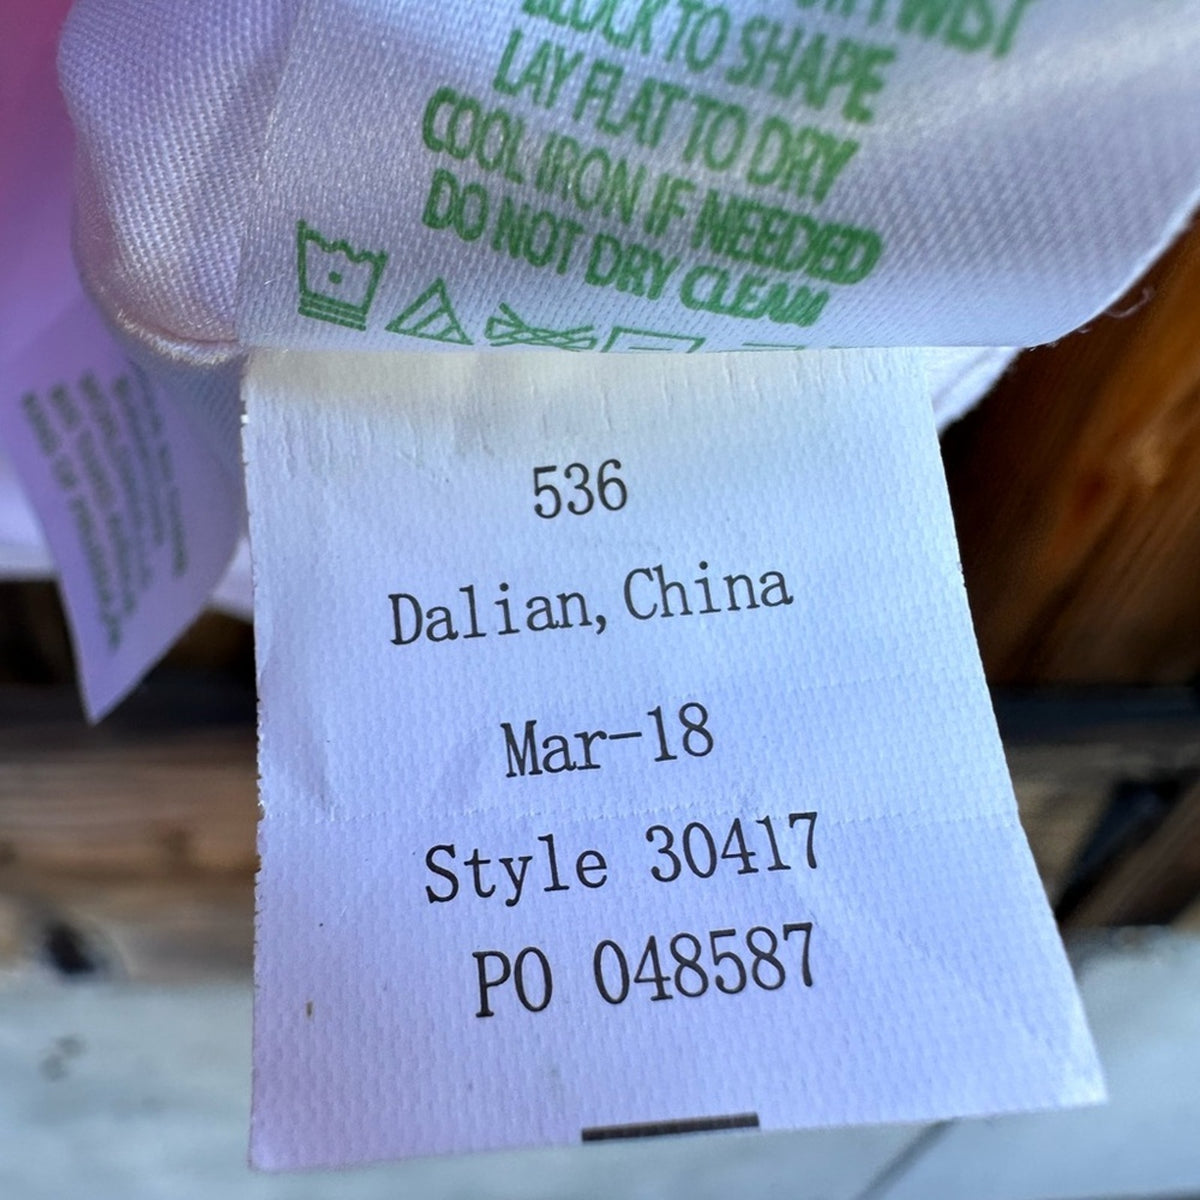 TWIST
BLOCK TO SHAPE
LAY FLAT TO DRY
COOL IRON IF NEEDED
DO NOT DRY CLEAN
536
Dalian, China
Mar-18
Style 30417
PO 048587